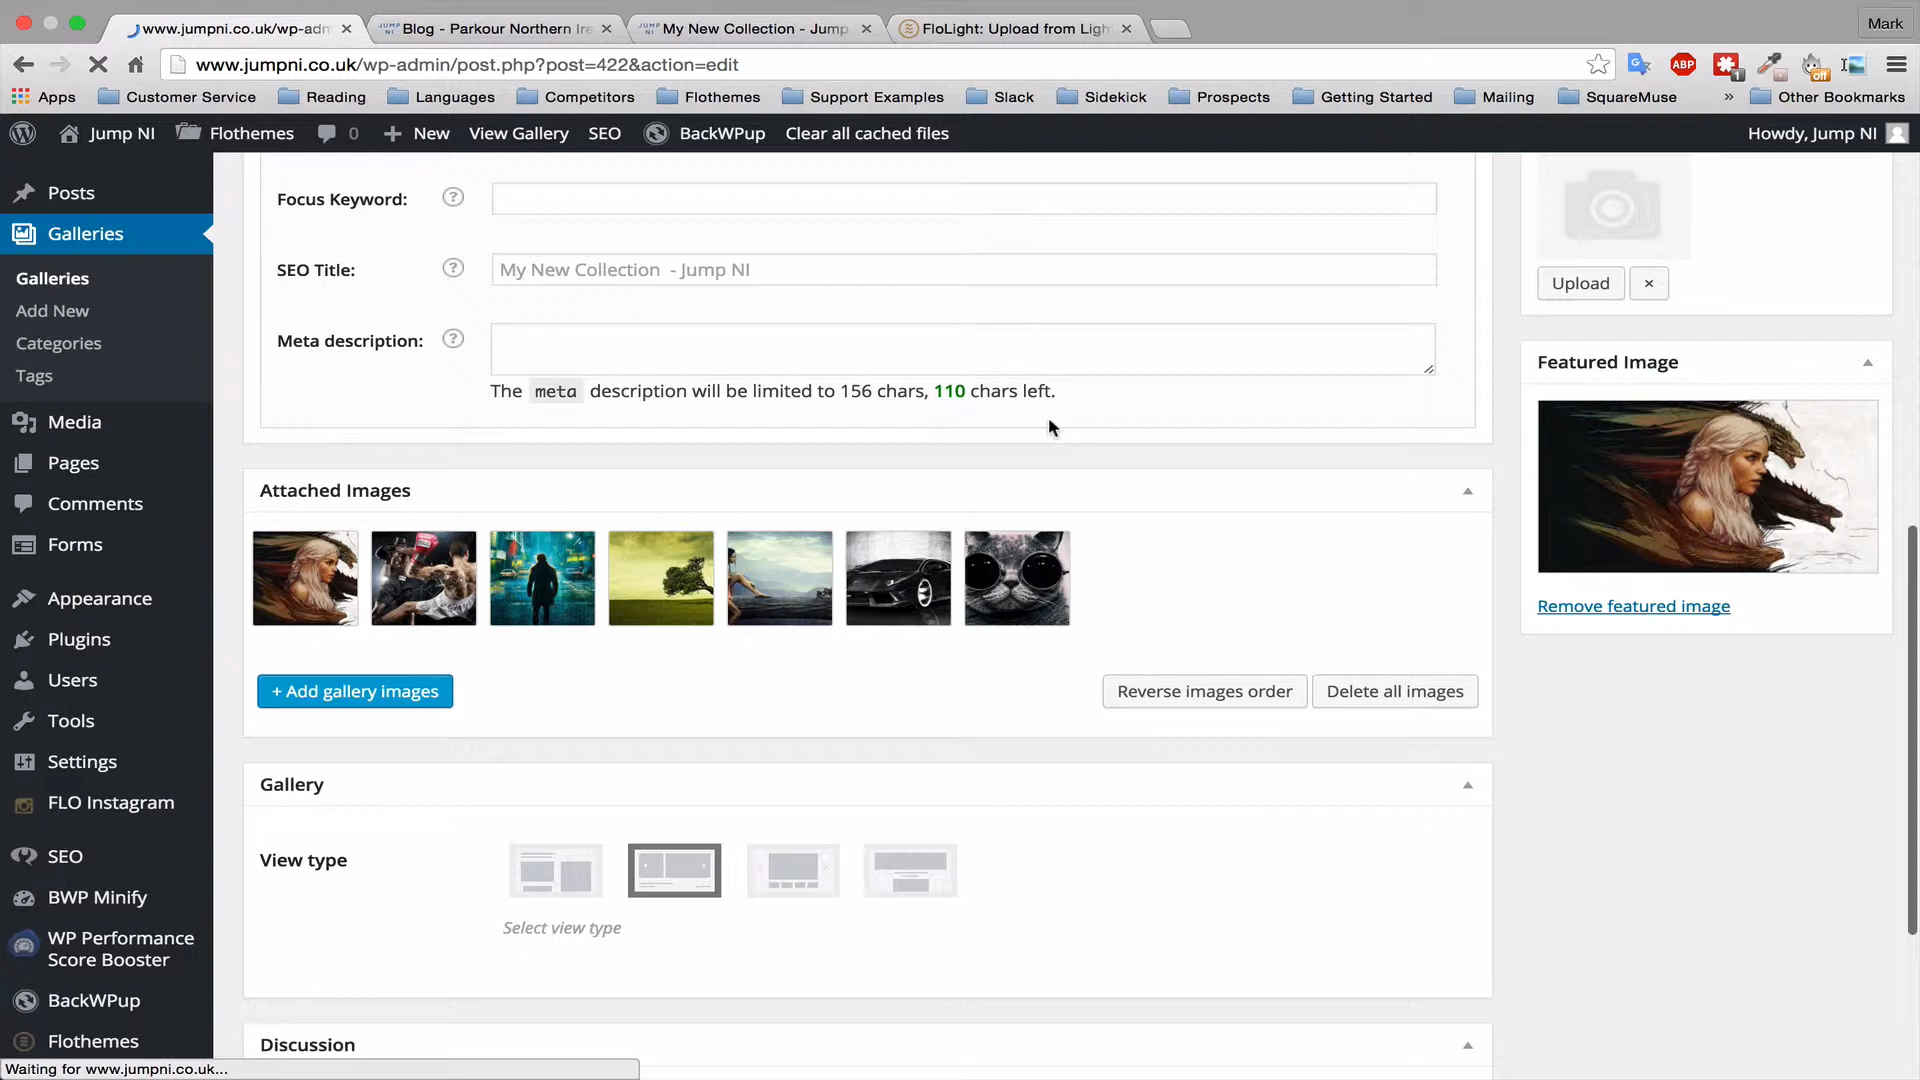 www.jumpni.co.uk/wp-adm
Blog - Parkour Northern Ire
My New Collection - Jump
FloLight: Upload from Ligh
Mark
www.jumpni.co.uk/wp-admin/post.php?post=422&action=edit
ABP
1
off
Apps
Customer Service
Reading
Languages
Competitors
Flothemes
Support Examples
Slack
Sidekick
Prospects
Getting Started
Mailing
SquareMuse
»
Other Bookmarks
Jump NI
Flothemes
0
+ New
View Gallery
SEO
BackWPup
Clear all cached files
Howdy, Jump NI
Posts
Galleries
Galleries
Add New
Categories
Tags
Media
Pages
Comments
Forms
Appearance
Plugins
Users
Tools
Settings
FLO Instagram
SEO
BWP Minify
WP Performance
Score Booster
BackWPup
Flothemes
Focus Keyword: ?
SEO Title: ? My New Collection - Jump NI
Meta description: ?
The meta description will be limited to 156 chars, 110 chars left.
Attached Images
+ Add gallery images
Reverse images order
Delete all images
Gallery
View type
Select view type
Discussion
Upload ×
Featured Image
Remove featured image
Waiting for www.jumpni.co.uk...